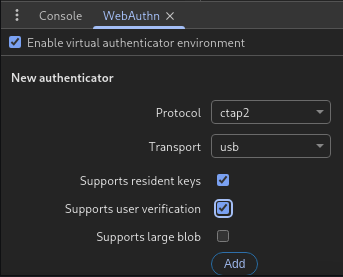 Console WebAuthn
Enable virtual authenticator environment
New authenticator
Protocol ctap2
Transport usb
Supports resident keys
Supports user verification
Supports large blob
Add